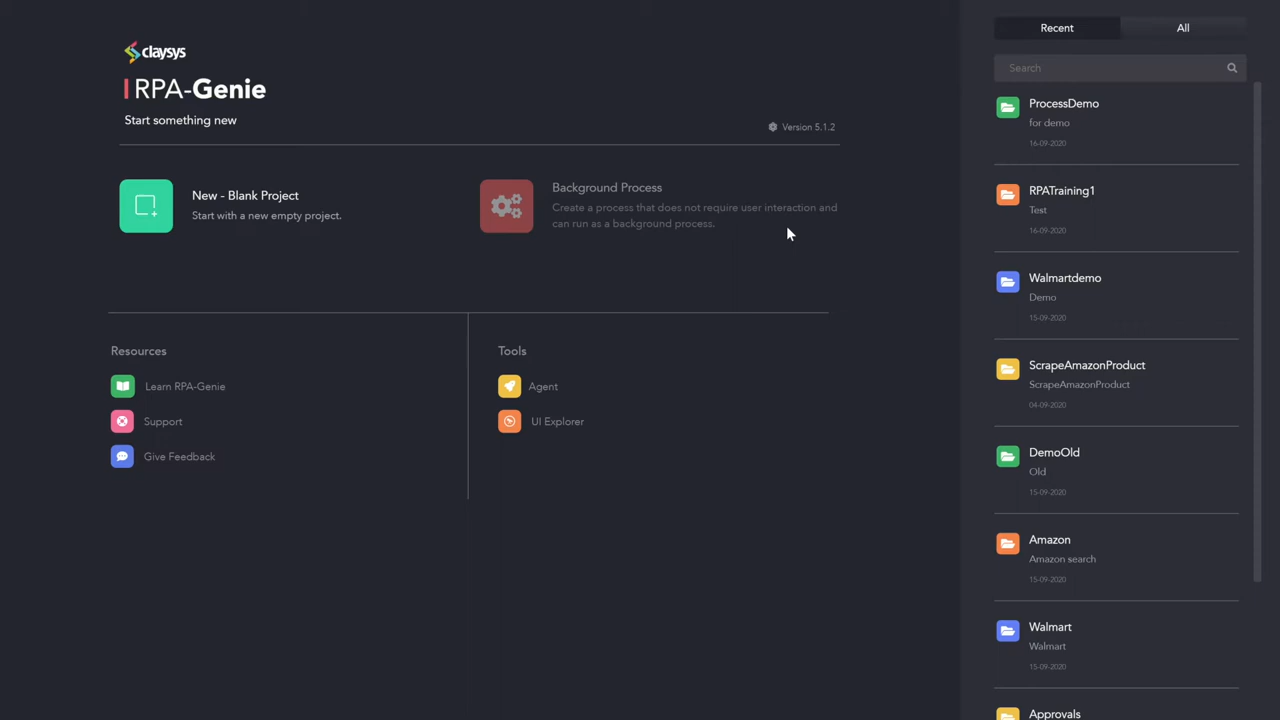 claysys
RPA-Genie
Start something new
Version 5.1.2
New - Blank Project
Start with a new empty project.
Background Process
Create a process that does not require user interaction and
can run as a background process.
Resources
Learn RPA-Genie
Support
Give Feedback
Tools
Agent
UI Explorer
Recent
All
Search
ProcessDemo
for demo
16-09-2020
RPATraining1
Test
16-09-2020
Walmartdemo
Demo
15-09-2020
ScrapeAmazonProduct
ScrapeAmazonProduct
04-09-2020
DemoOld
Old
15-09-2020
Amazon
Amazon search
15-09-2020
Walmart
Walmart
15-09-2020
Approvals